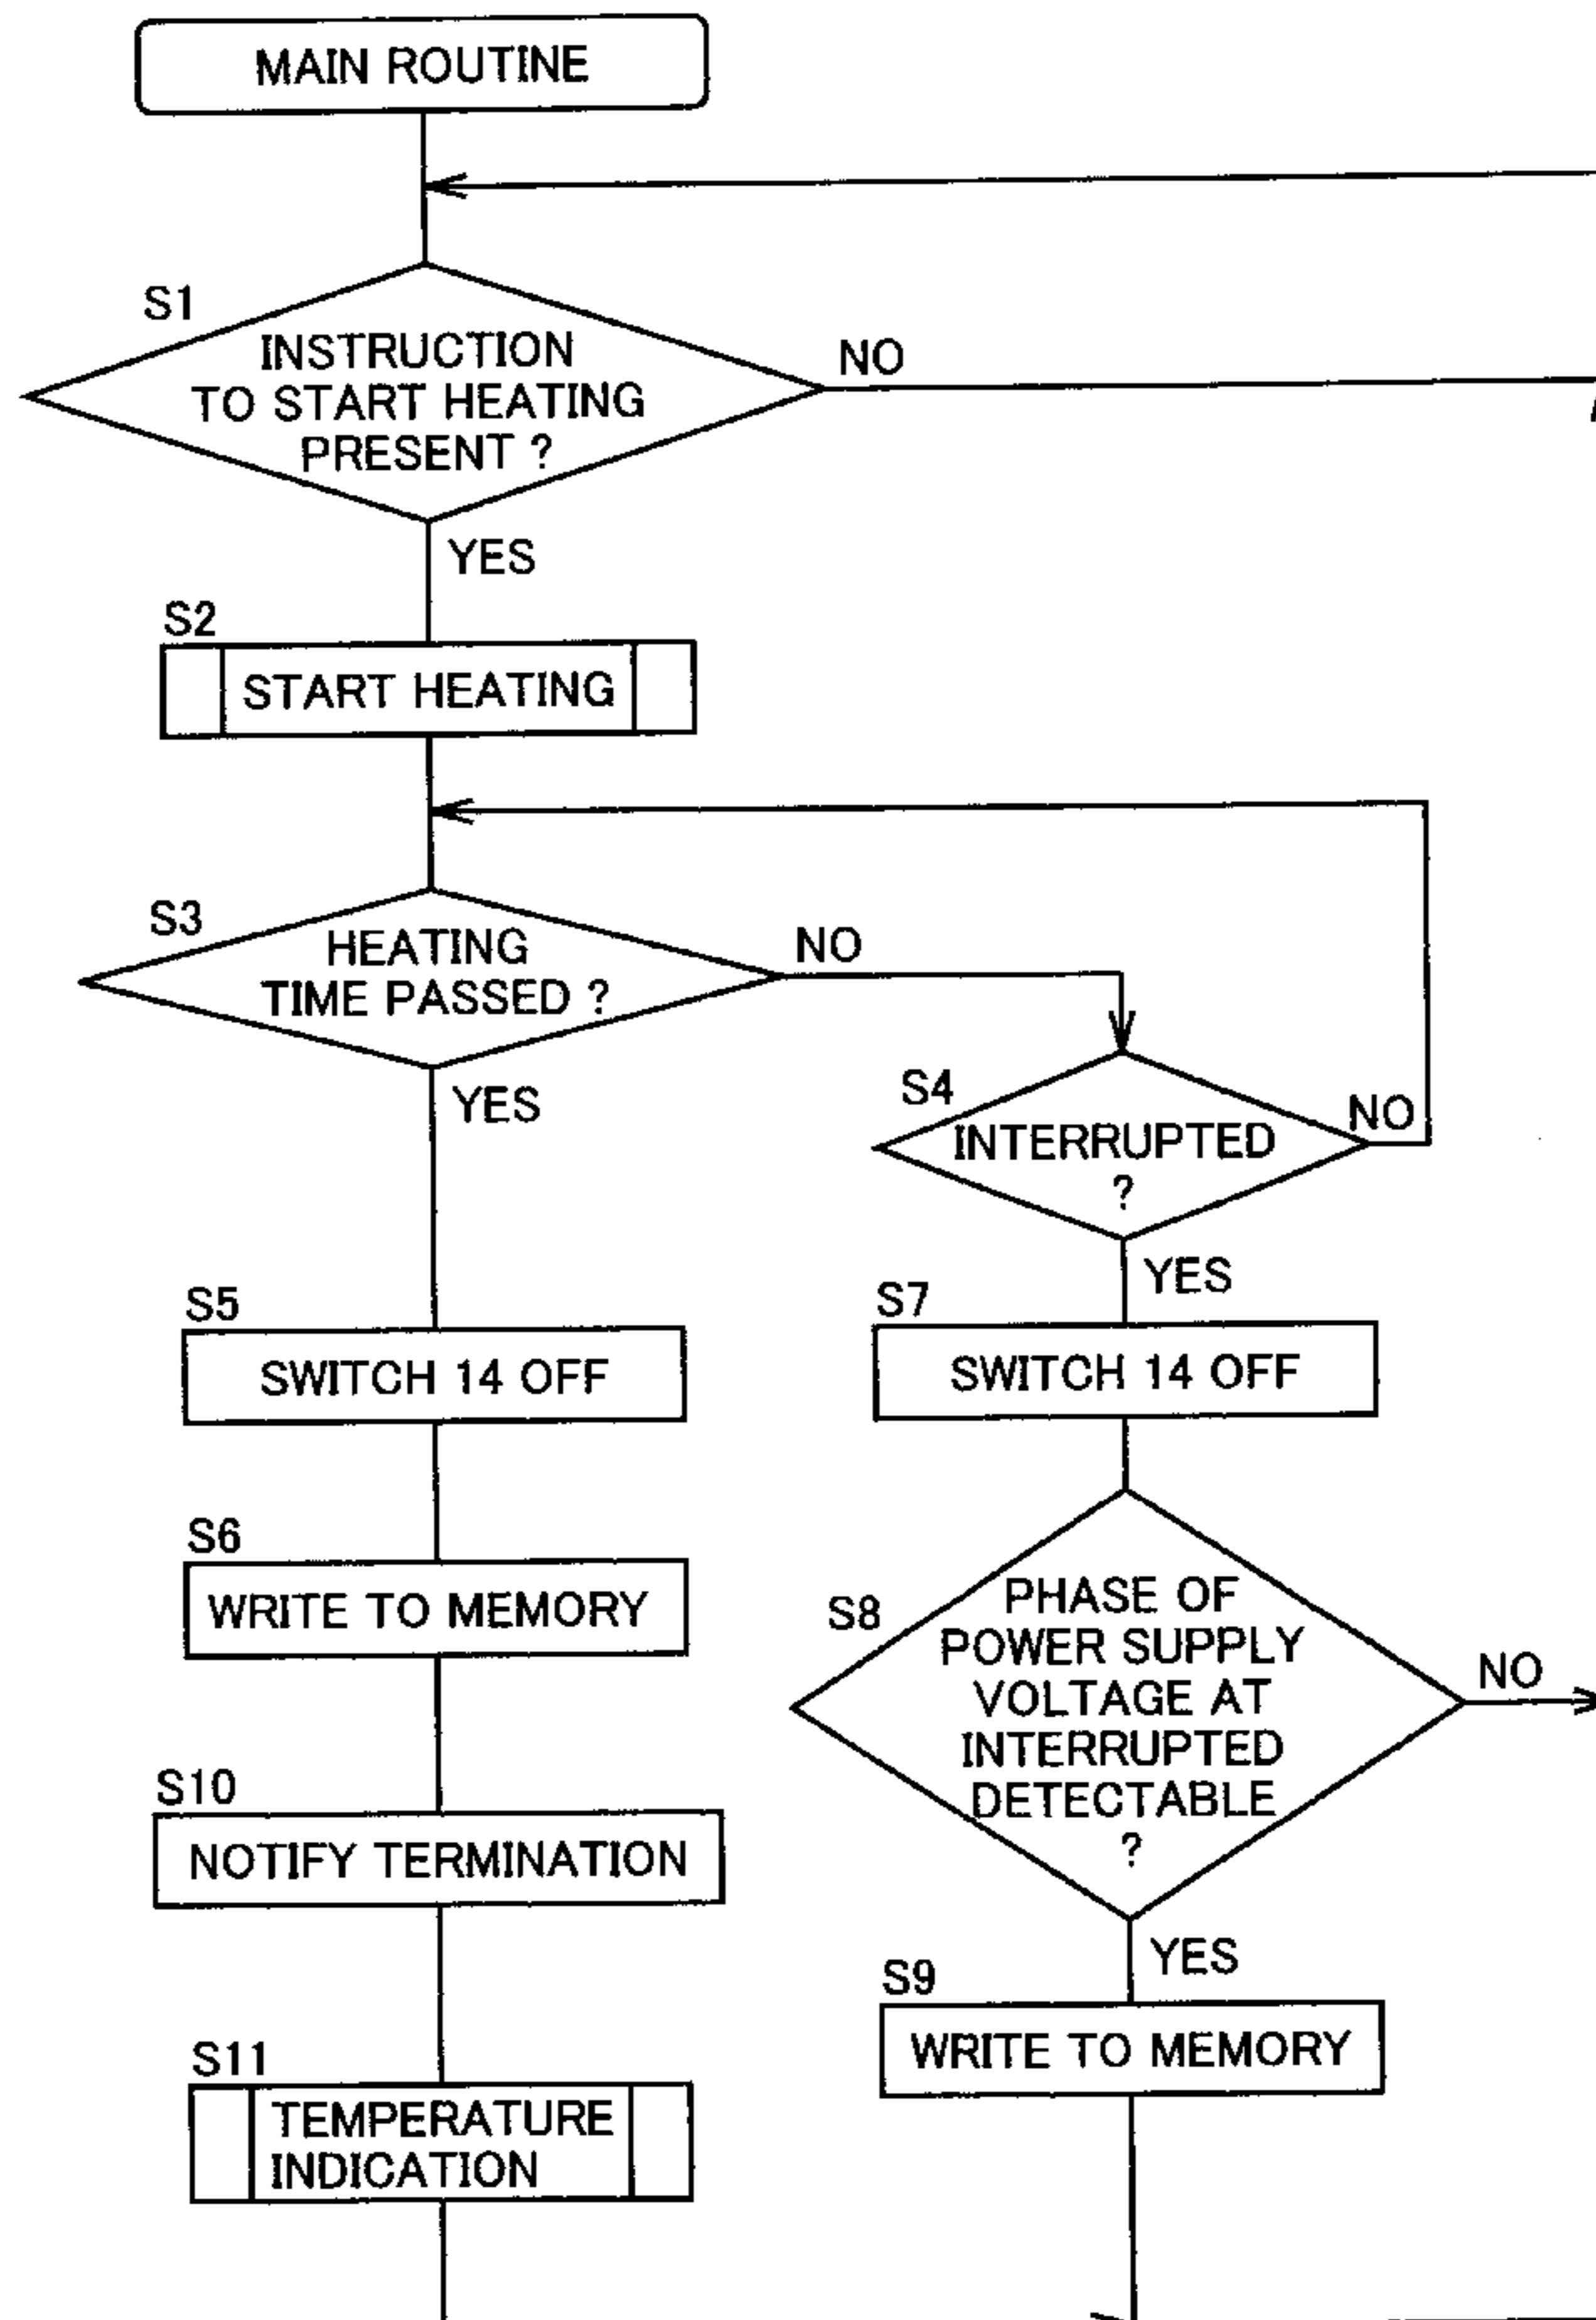 MAIN ROUTINE
S1
INSTRUCTION
TO START HEATING
PRESENT ?
NO
YES
S2
START HEATING
S3
HEATING
TIME PASSED ?
NO
YES
S4
INTERRUPTED
?
NO
YES
S5
SWITCH 14 OFF
S7
SWITCH 14 OFF
S6
WRITE TO MEMORY
S8
PHASE OF
POWER SUPPLY
VOLTAGE AT
INTERRUPTED
DETECTABLE
?
NO
YES
S10
NOTIFY TERMINATION
S9
WRITE TO MEMORY
S11
TEMPERATURE
INDICATION